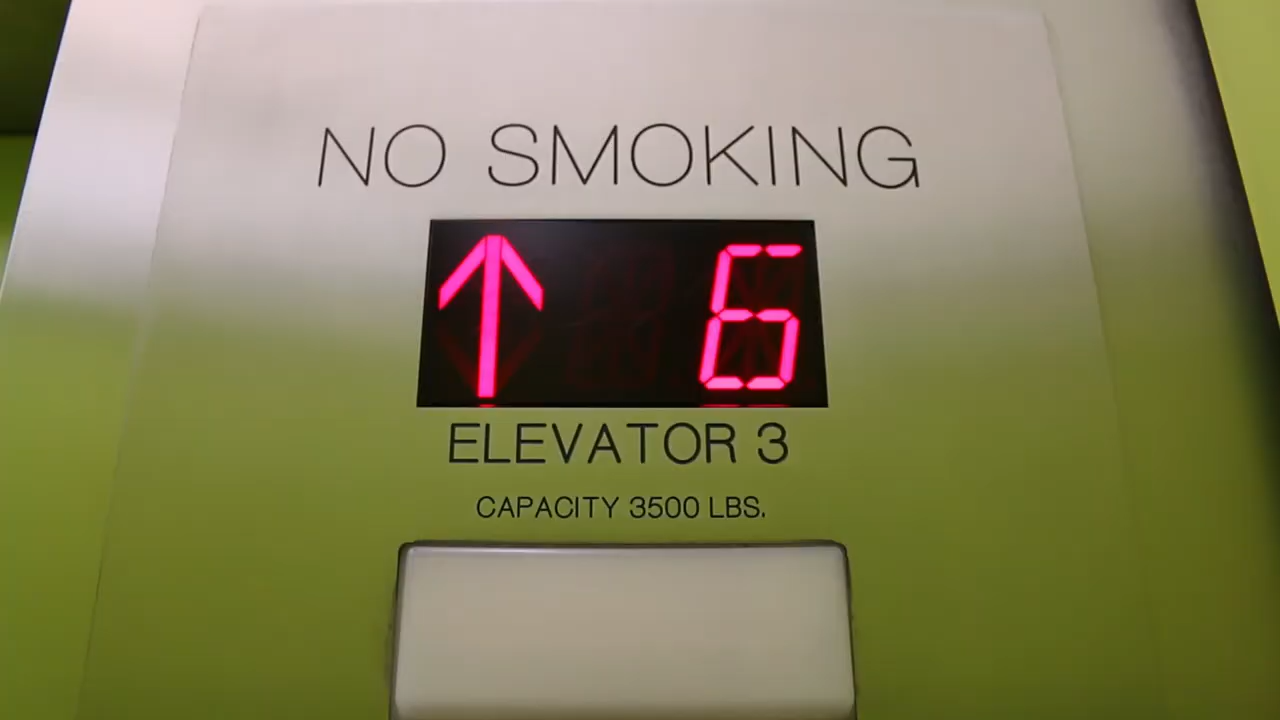 NO SMOKING
↑ 6
ELEVATOR 3
CAPACITY 3500 LBS.